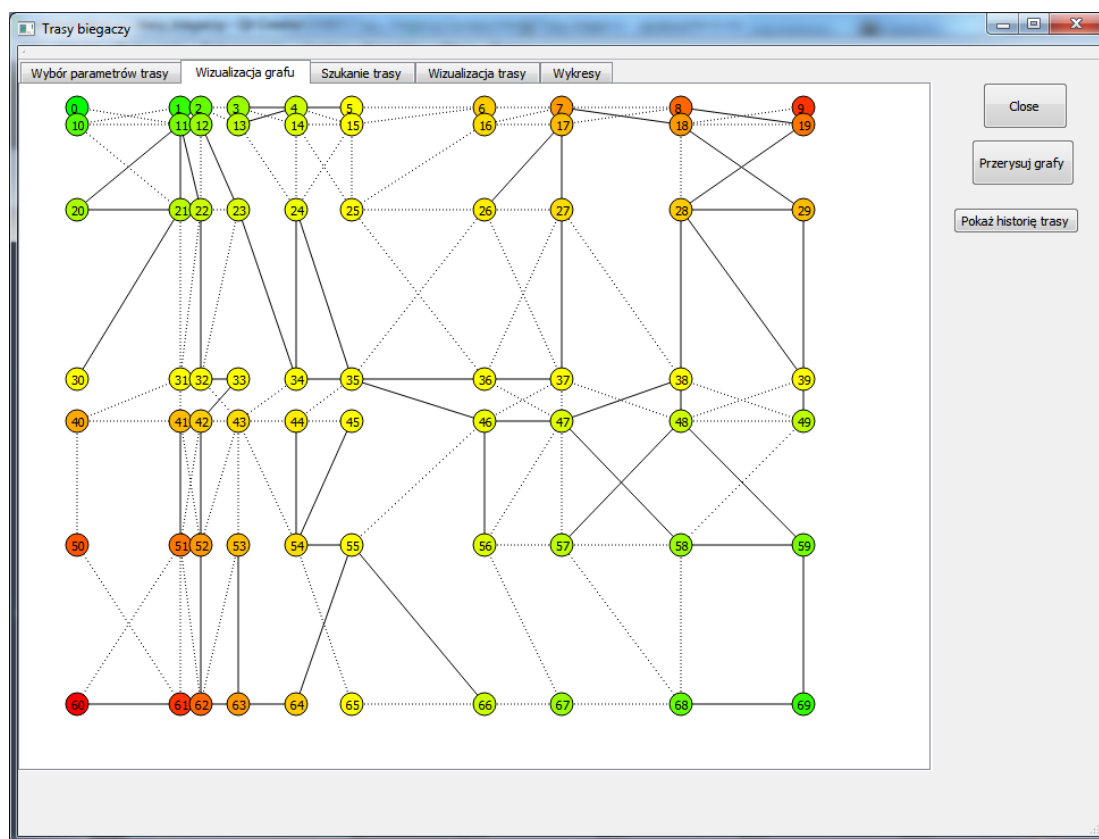 Trasy biegaczy
Wybór parametrów trasy Wizualizacja grafu Szukanie trasy Wizualizacja trasy Wykresy
Close
Przerysuj grafy
Pokaż historię trasy
0 1 2 3 4 5 6 7 8 9
10 11 12 13 14 15 16 17 18 19
20 21 22 23 24 25 26 27 28 29
30 31 32 33 34 35 36 37 38 39
40 41 42 43 44 45 46 47 48 49
50 51 52 53 54 55 56 57 58 59
60 61 62 63 64 65 66 67 68 69